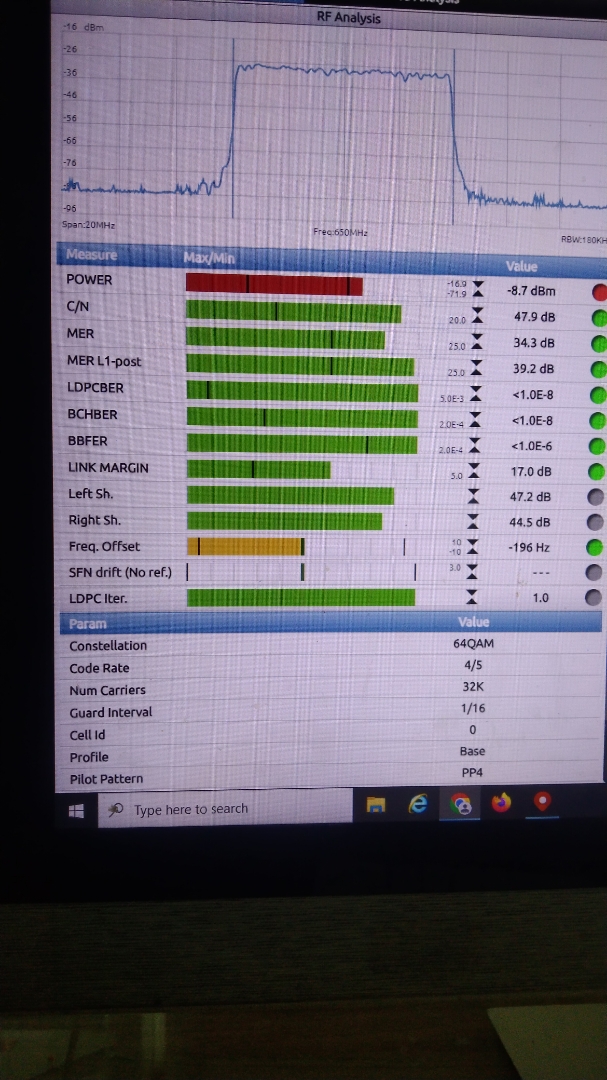 RF Analysis
-16 dBm
-26
-36
-46
-56
-66
-76
-96
Span:20MHz Freq:650MHz RBW:180KH
Measure Max/Min Value
POWER -16.9 -71.9 -8.7 dBm
C/N 20.0 47.9 dB
MER 25.0 34.3 dB
MER L1-post 25.0 39.2 dB
LDPCBER 5.0E-3 <1.0E-8
BCHBER 2.0E-4 <1.0E-8
BBFER 2.0E-4 <1.0E-6
LINK MARGIN 5.0 17.0 dB
Left Sh. 47.2 dB
Right Sh. 44.5 dB
Freq. Offset 10 -10 -196 Hz
SFN drift (No ref.) 3.0 ---
LDPC Iter. 1.0
Param Value
Constellation 64QAM
Code Rate 4/5
Num Carriers 32K
Guard Interval 1/16
Cell Id 0
Profile Base
Pilot Pattern PP4
Type here to search